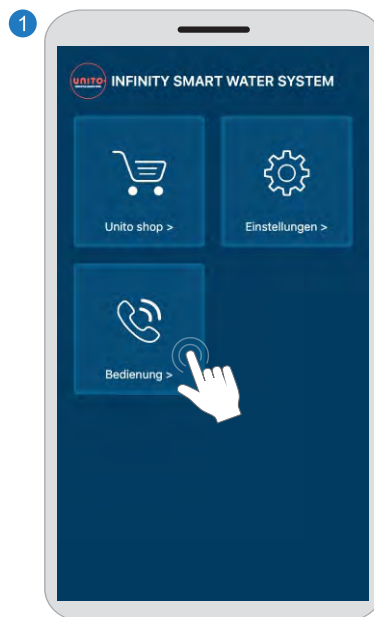 1
UNITO
INFINITY SMART WATER SYSTEM
Unito shop >
Einstellungen >
Bedienung >